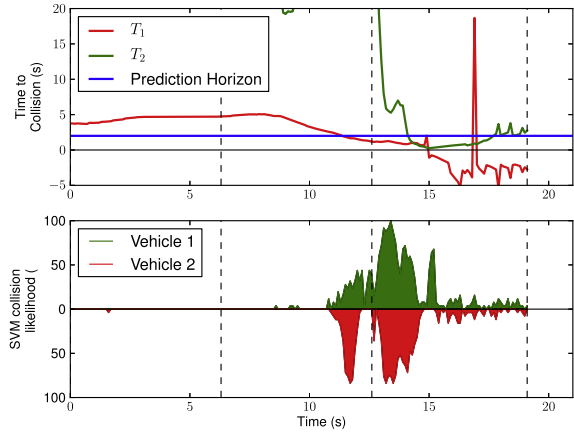 20
15
10
5
0
−5
Time to
Collision (s)
T1
T2
Prediction Horizon
0 5 10 15 20
100
50
0
50
100
SVM collision
likelihood (
Vehicle 1
Vehicle 2
0 5 10 15 20
Time (s)